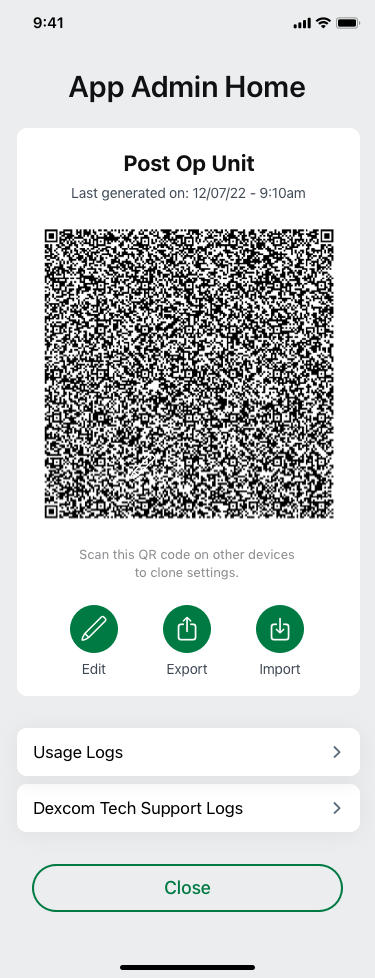 9:41
App Admin Home
Post Op Unit
Last generated on: 12/07/22 - 9:10am
Scan this QR code on other devices
to clone settings.
Edit
Export
Import
Usage Logs
Dexcom Tech Support Logs
Close